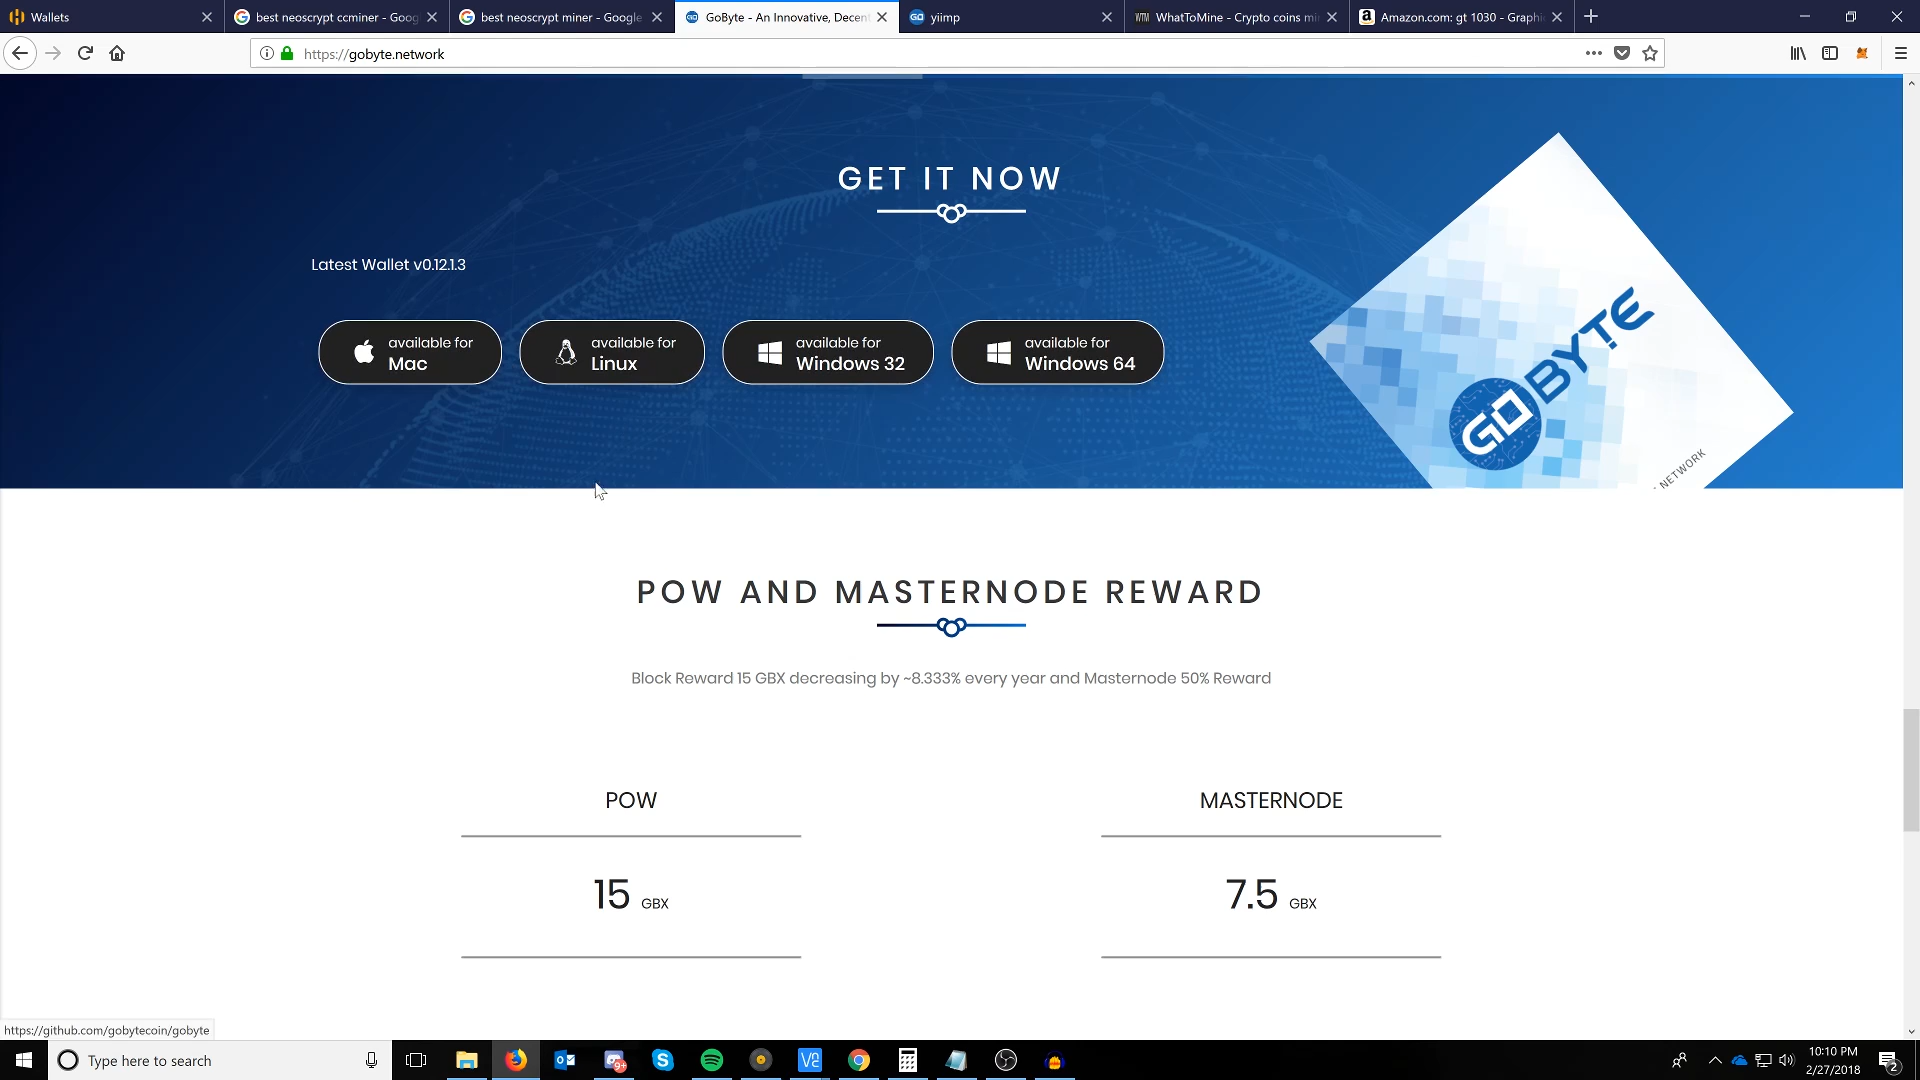 Wallets
best neoscrypt ccminer - Goog
best neoscrypt miner - Google
GoByte - An Innovative, Decent
yiimp
WhatToMine - Crypto coins mi
Amazon.com: gt 1030 - Graphi
https://gobyte.network
GET IT NOW
Latest Wallet v0.12.1.3
available for
Mac
available for
Linux
available for
Windows 32
available for
Windows 64
GOBYTE
NETWORK
POW AND MASTERNODE REWARD
Block Reward 15 GBX decreasing by ~8.333% every year and Masternode 50% Reward
POW
MASTERNODE
15 GBX
7.5 GBX
https://github.com/gobytecoin/gobyte
Type here to search
10:10 PM
2/27/2018